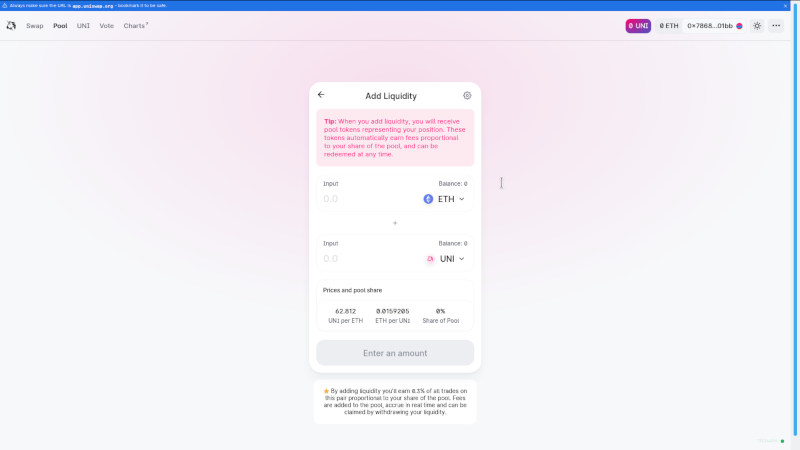 Always make sure the URL is app.uniswap.org - bookmark it to be safe.
Swap
Pool
UNI
Vote
Charts
0 UNI
0 ETH
0x7868...01bb
Add Liquidity
Tip: When you add liquidity, you will receive
pool tokens representing your position. These
tokens automatically earn fees proportional
to your share of the pool, and can be
redeemed at any time.
Input
Balance: 0
0.0
ETH
+
Input
Balance: 0
0.0
UNI
Prices and pool share
62.812
0.0159205
0%
UNI per ETH
ETH per UNI
Share of Pool
Enter an amount
⭐ By adding liquidity you'll earn 0.3% of all trades on
this pair proportional to your share of the pool. Fees
are added to the pool, accrue in real time and can be
claimed by withdrawing your liquidity.